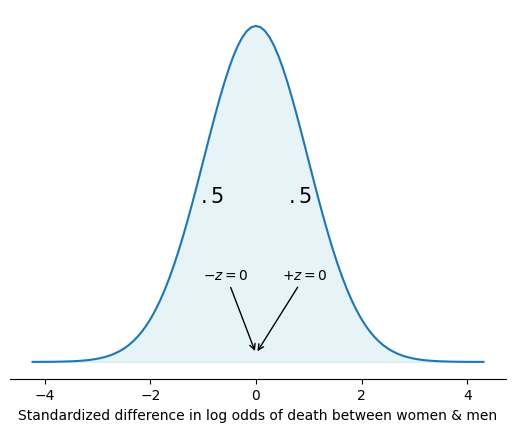 .5 .5
−z = 0 +z = 0
−4 −2 0 2 4
Standardized difference in log odds of death between women & men